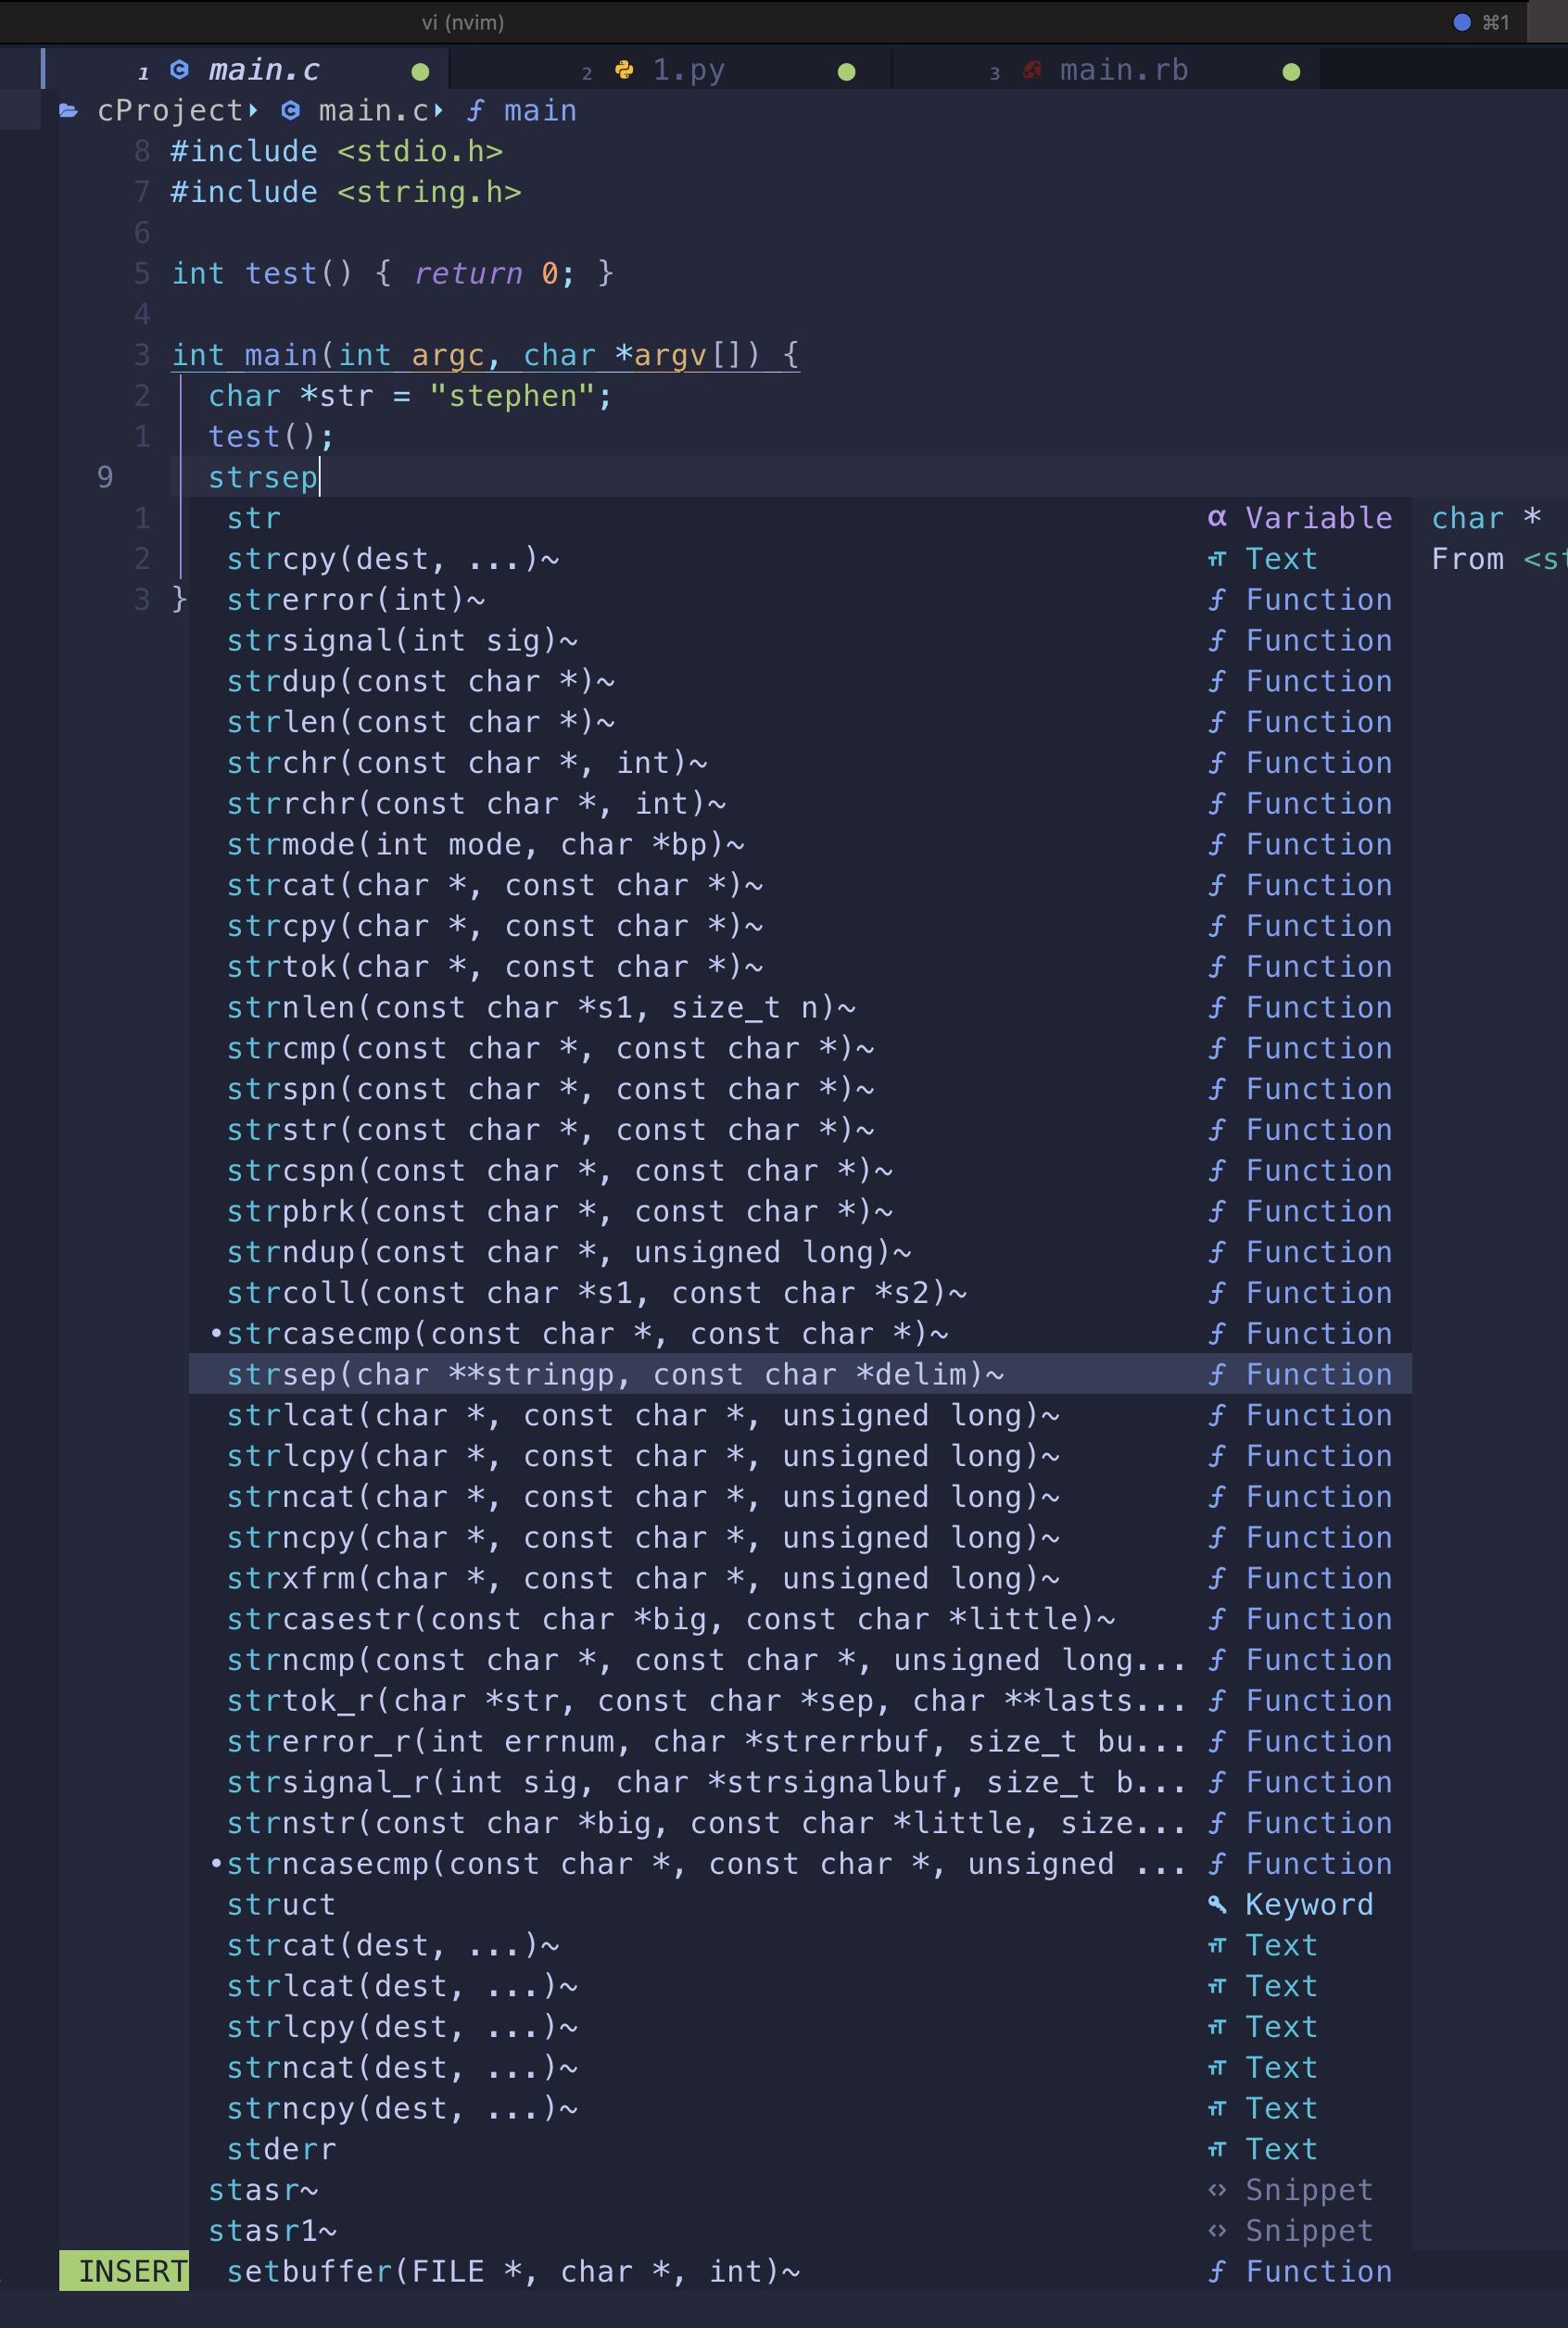 vi (nvim) ⌘1
1 main.c 2 1.py 3 main.rb
cProject main.c ƒ main
8 #include <stdio.h>
7 #include <string.h>
6
5 int test() { return 0; }
4
3 int main(int argc, char *argv[]) {
2 char *str = "stephen";
1 test();
9 strsep
1 str α Variable char *
2 strcpy(dest, ...)~ Text From <st
3 } strerror(int)~ ƒ Function
strsignal(int sig)~ ƒ Function
strdup(const char *)~ ƒ Function
strlen(const char *)~ ƒ Function
strchr(const char *, int)~ ƒ Function
strrchr(const char *, int)~ ƒ Function
strmode(int mode, char *bp)~ ƒ Function
strcat(char *, const char *)~ ƒ Function
strcpy(char *, const char *)~ ƒ Function
strtok(char *, const char *)~ ƒ Function
strnlen(const char *s1, size_t n)~ ƒ Function
strcmp(const char *, const char *)~ ƒ Function
strspn(const char *, const char *)~ ƒ Function
strstr(const char *, const char *)~ ƒ Function
strcspn(const char *, const char *)~ ƒ Function
strpbrk(const char *, const char *)~ ƒ Function
strndup(const char *, unsigned long)~ ƒ Function
strcoll(const char *s1, const char *s2)~ ƒ Function
•strcasecmp(const char *, const char *)~ ƒ Function
strsep(char **stringp, const char *delim)~ ƒ Function
strlcat(char *, const char *, unsigned long)~ ƒ Function
strlcpy(char *, const char *, unsigned long)~ ƒ Function
strncat(char *, const char *, unsigned long)~ ƒ Function
strncpy(char *, const char *, unsigned long)~ ƒ Function
strxfrm(char *, const char *, unsigned long)~ ƒ Function
strcasestr(const char *big, const char *little)~ ƒ Function
strncmp(const char *, const char *, unsigned long... ƒ Function
strtok_r(char *str, const char *sep, char **lasts... ƒ Function
strerror_r(int errnum, char *strerrbuf, size_t bu... ƒ Function
strsignal_r(int sig, char *strsignalbuf, size_t b... ƒ Function
strnstr(const char *big, const char *little, size... ƒ Function
•strncasecmp(const char *, const char *, unsigned ... ƒ Function
struct Keyword
strcat(dest, ...)~ Text
strlcat(dest, ...)~ Text
strlcpy(dest, ...)~ Text
strncat(dest, ...)~ Text
strncpy(dest, ...)~ Text
stderr Text
stasr~ Snippet
stasr1~ Snippet
INSERT setbuffer(FILE *, char *, int)~ ƒ Function